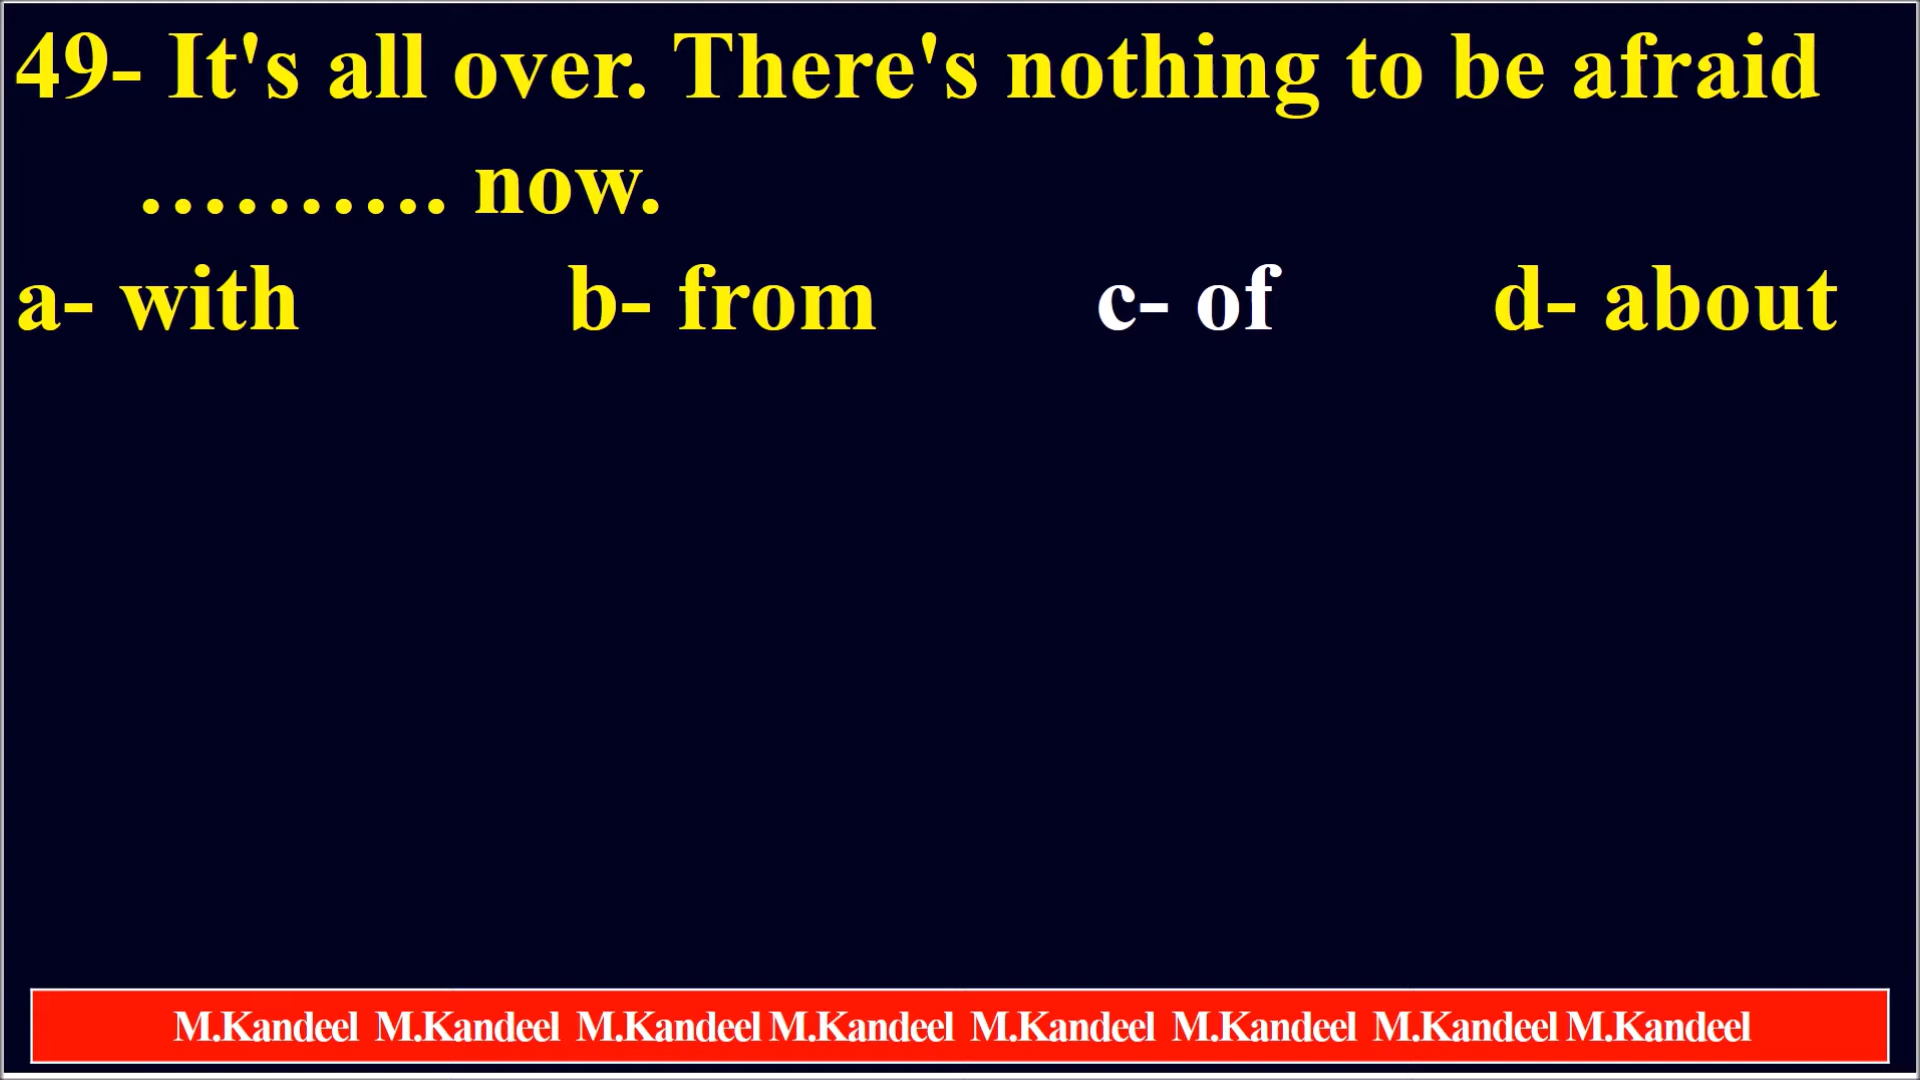 49- It's all over. There's nothing to be afraid
.......... now.
a- with b- from c- of d- about
M.Kandeel M.Kandeel M.Kandeel M.Kandeel M.Kandeel M.Kandeel M.Kandeel M.Kandeel